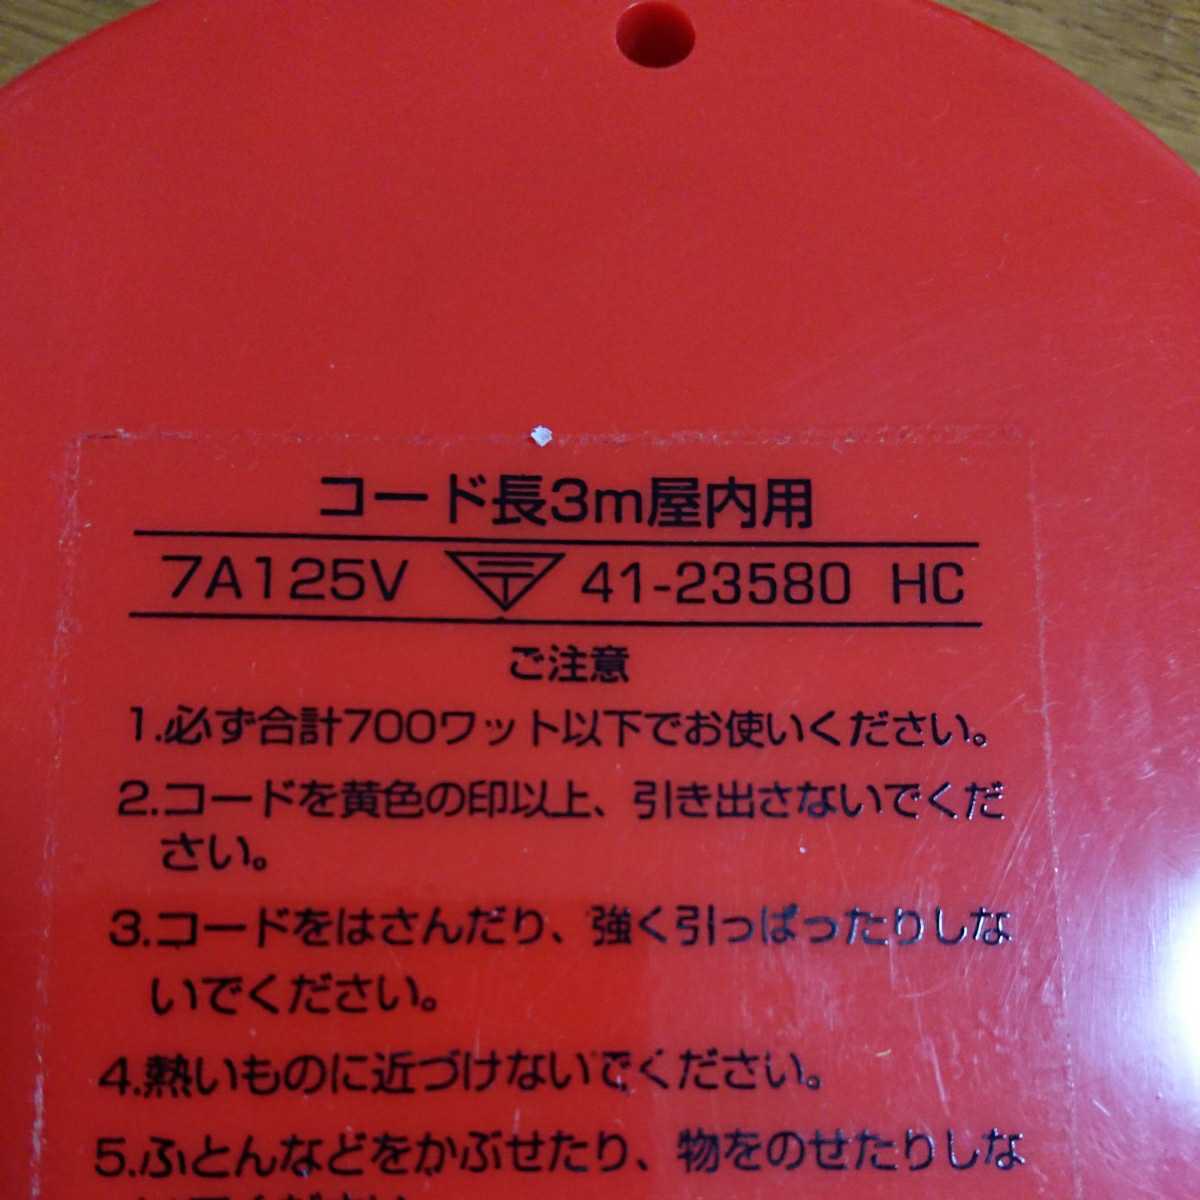 コード長3m屋内用
7A125V 〒 41-23580 HC
ご注意
1.必ず合計700ワット以下でお使いください。
2.コードを黄色の印以上、引き出さないでくだ
さい。
3.コードをはさんだり、強く引っぱったりしな
いでください。
4.熱いものに近づけないでください。
5.ふとんなどをかぶせたり、物をのせたりしな